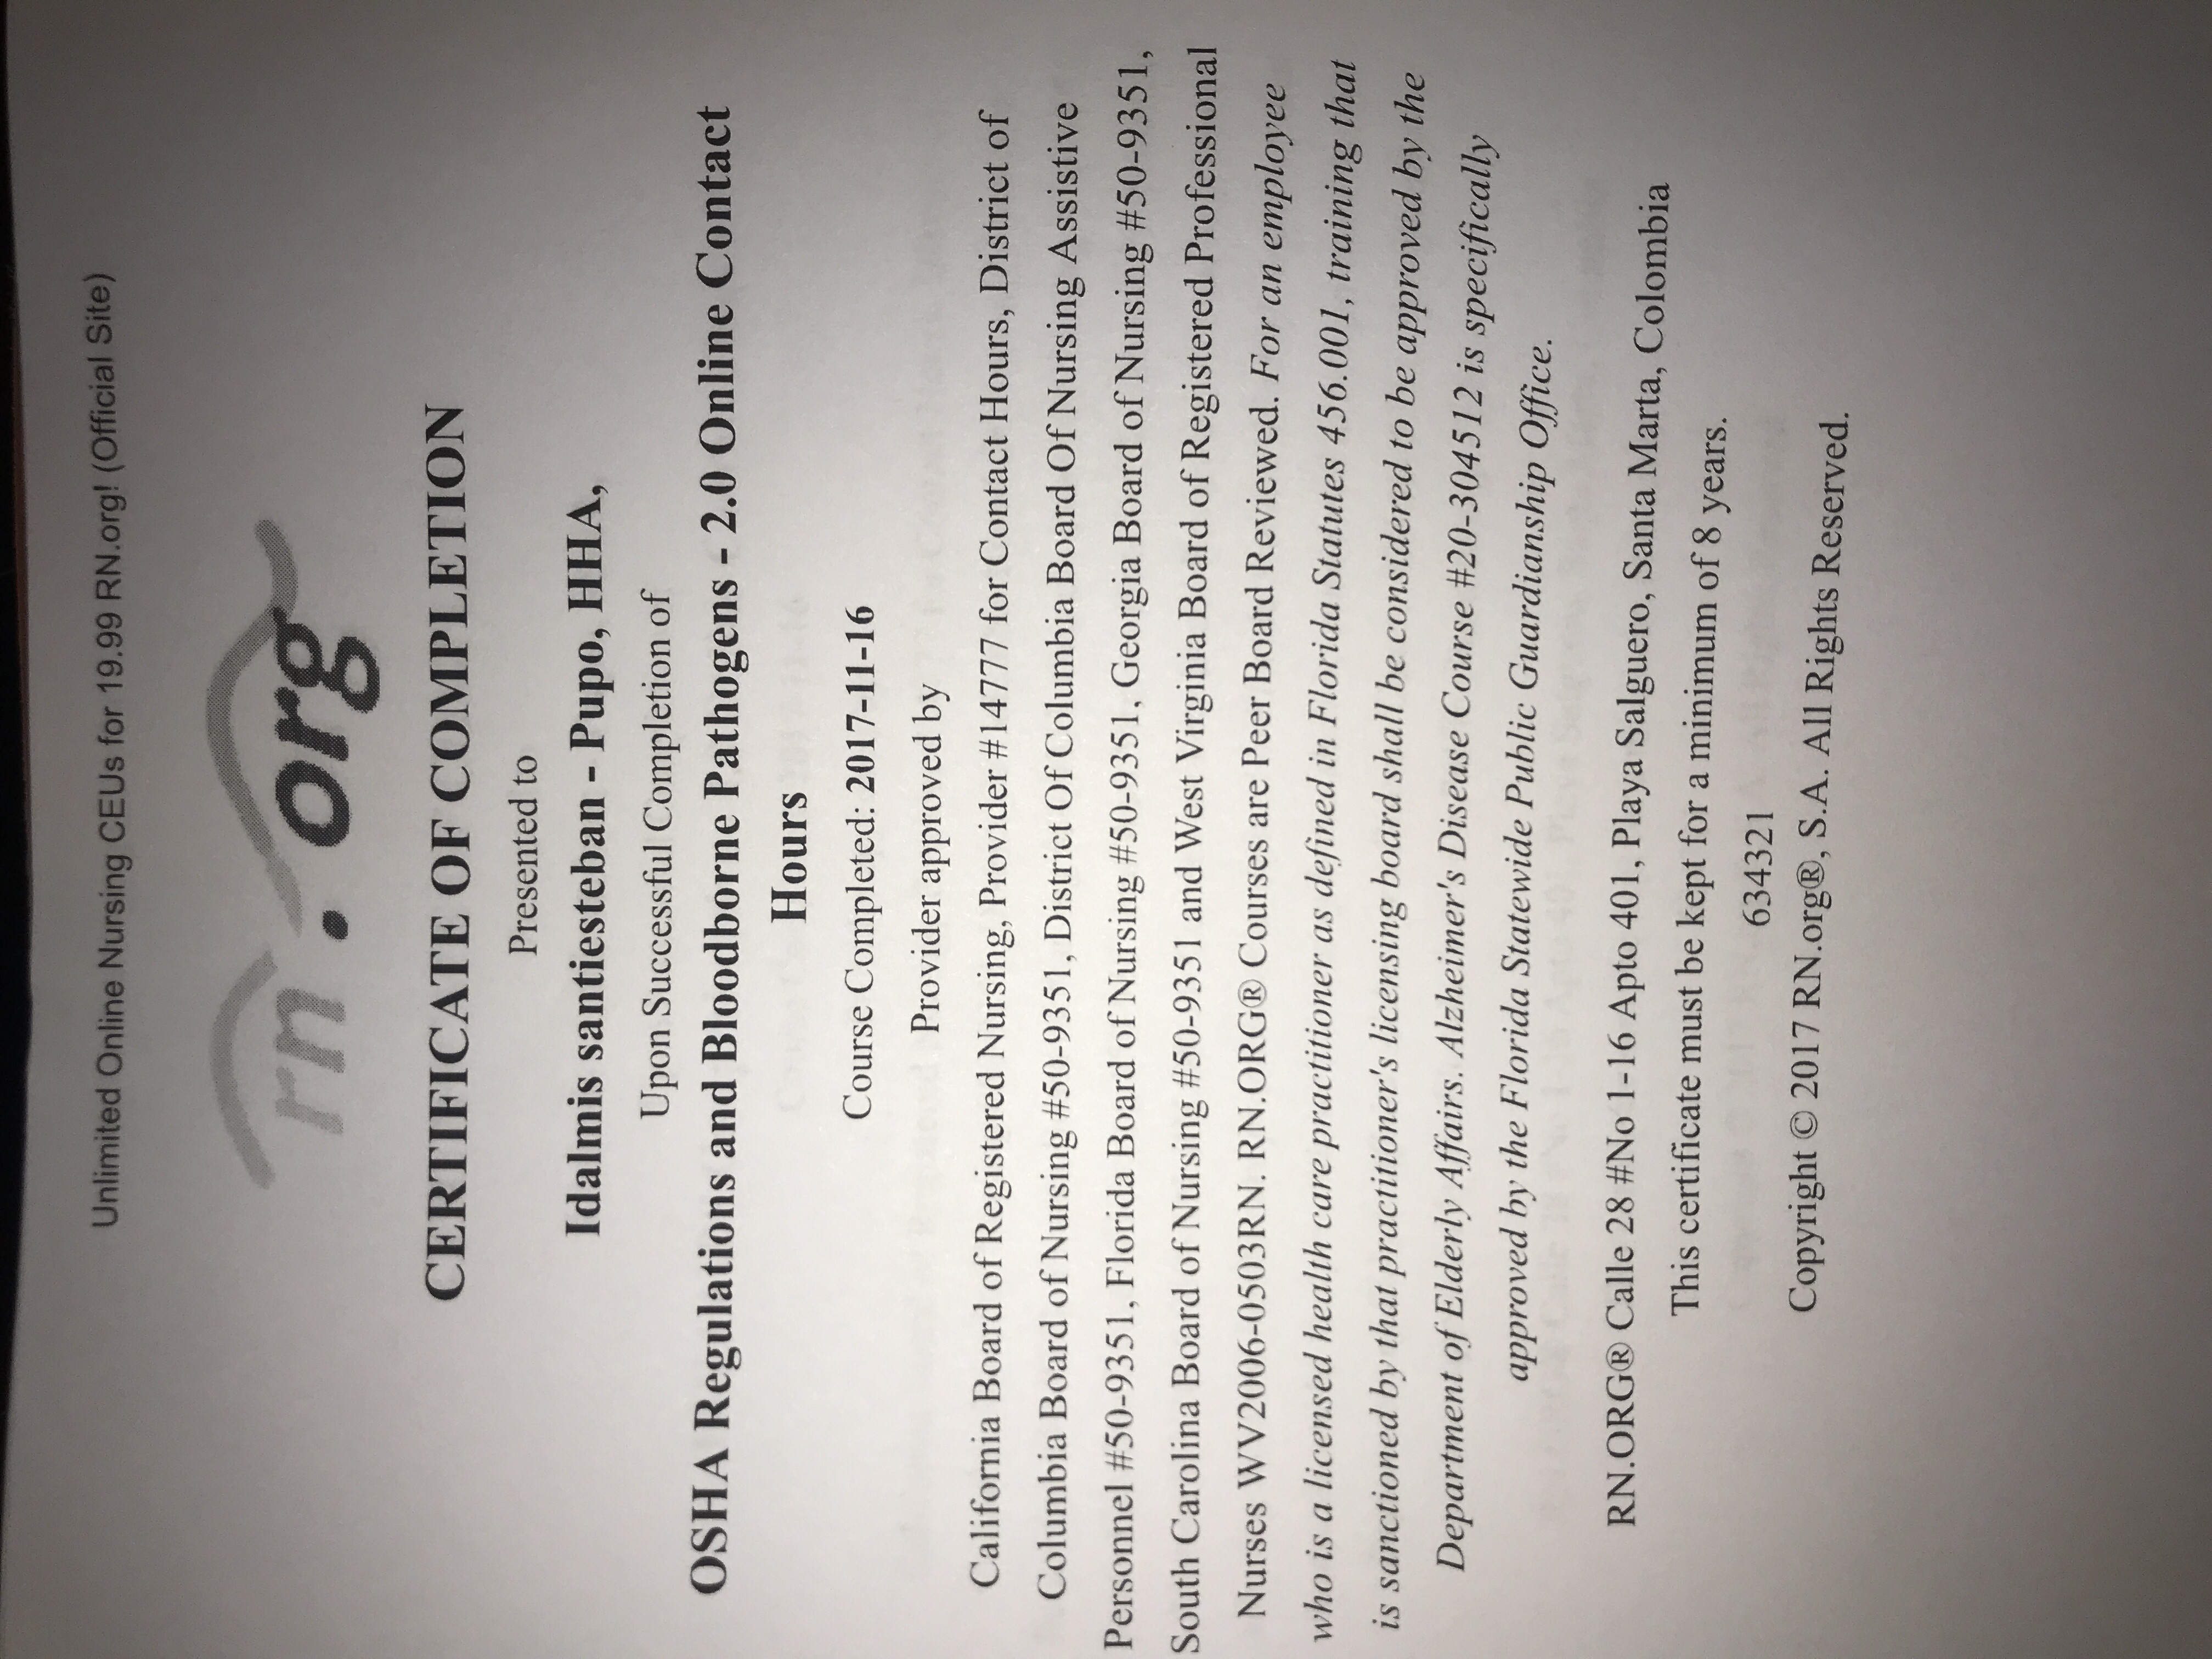 Unlimited Online Nursing CEUs for 19.99 RN.org! (Official Site)
rn.org
CERTIFICATE OF COMPLETION
Presented to
Idalmis santiesteban - Pupo, HHA,
Upon Successful Completion of
OSHA Regulations and Bloodborne Pathogens - 2.0 Online Contact
Hours
Course Completed: 2017-11-16
Provider approved by
California Board of Registered Nursing, Provider #14777 for Contact Hours, District of
Columbia Board of Nursing #50-9351, District Of Columbia Board Of Nursing Assistive
Personnel #50-9351, Florida Board of Nursing #50-9351, Georgia Board of Nursing #50-9351,
South Carolina Board of Nursing #50-9351 and West Virginia Board of Registered Professional
Nurses WV2006-0503RN. RN.ORG® Courses are Peer Board Reviewed. For an employee
who is a licensed health care practitioner as defined in Florida Statutes 456.001, training that
is sanctioned by that practitioner's licensing board shall be considered to be approved by the
Department of Elderly Affairs. Alzheimer's Disease Course #20-304512 is specifically
approved by the Florida Statewide Public Guardianship Office.
RN.ORG® Calle 28 #No 1-16 Apto 401, Playa Salguero, Santa Marta, Colombia
This certificate must be kept for a minimum of 8 years.
634321
Copyright © 2017 RN.org®, S.A. All Rights Reserved.